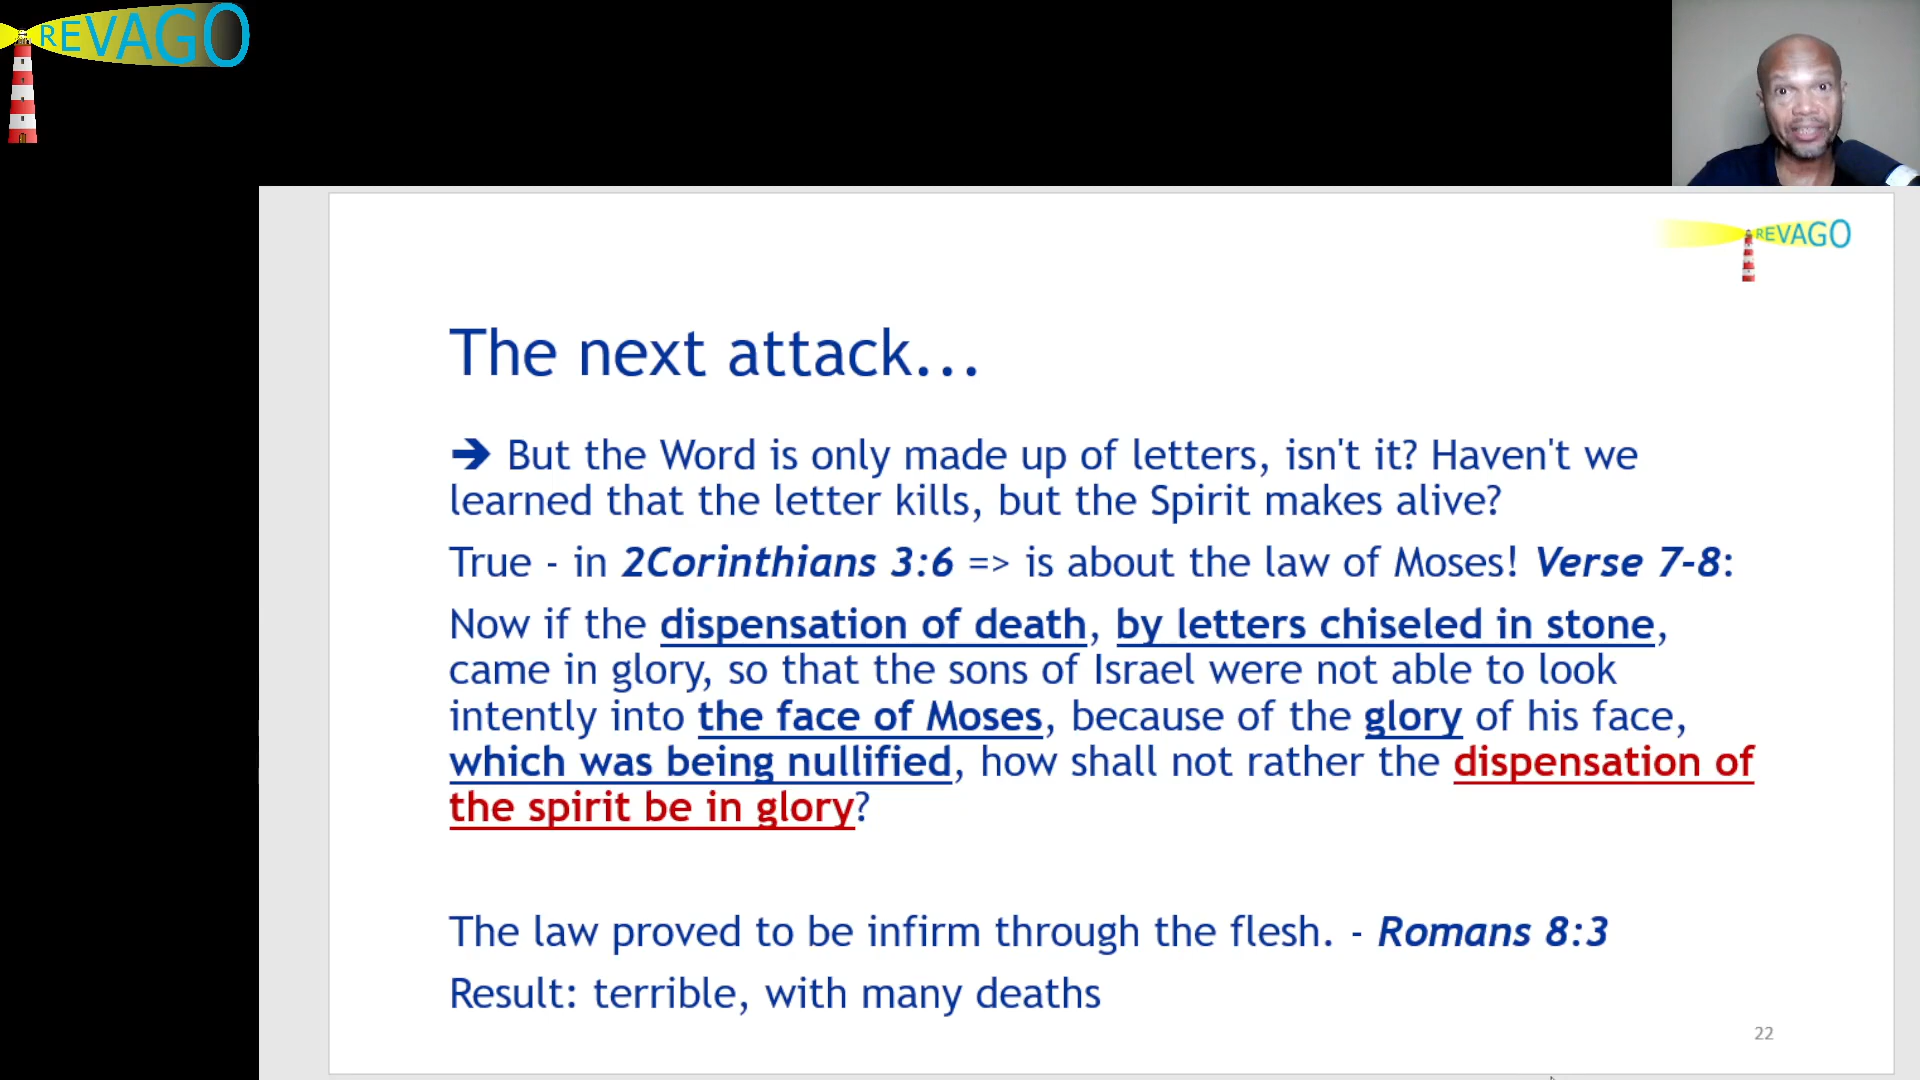 REVAGO
REVAGO
The next attack...
➔ But the Word is only made up of letters, isn't it? Haven't we
learned that the letter kills, but the Spirit makes alive?
True - in 2Corinthians 3:6 => is about the law of Moses! Verse 7-8:
Now if the dispensation of death, by letters chiseled in stone,
came in glory, so that the sons of Israel were not able to look
intently into the face of Moses, because of the glory of his face,
which was being nullified, how shall not rather the dispensation of
the spirit be in glory?
The law proved to be infirm through the flesh. - Romans 8:3
Result: terrible, with many deaths
22